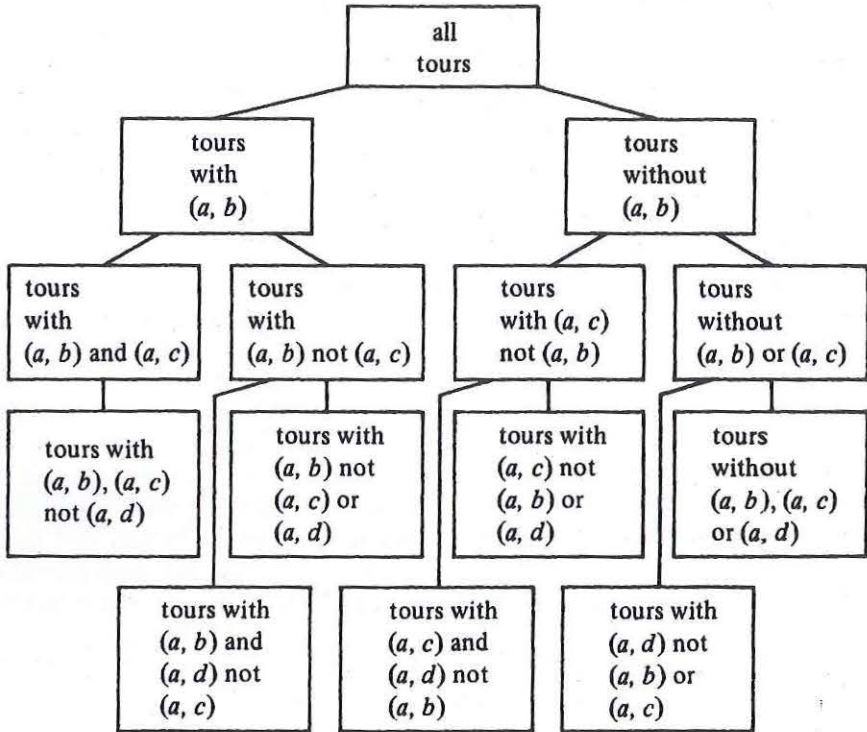 all
tours
tours
with
(a, b)
tours
without
(a, b)
tours
with
(a, b) and (a, c)
tours
with
(a, b) not (a, c)
tours
with (a, c)
not (a, b)
tours
without
(a, b) or (a, c)
tours with
(a, b), (a, c)
not (a, d)
tours with
(a, b) not
(a, c) or
(a, d)
tours with
(a, c) not
(a, b) or
(a, d)
tours
without
(a, b), (a, c)
or (a, d)
tours with
(a, b) and
(a, d) not
(a, c)
tours with
(a, c) and
(a, d) not
(a, b)
tours with
(a, d) not
(a, b) or
(a, c)